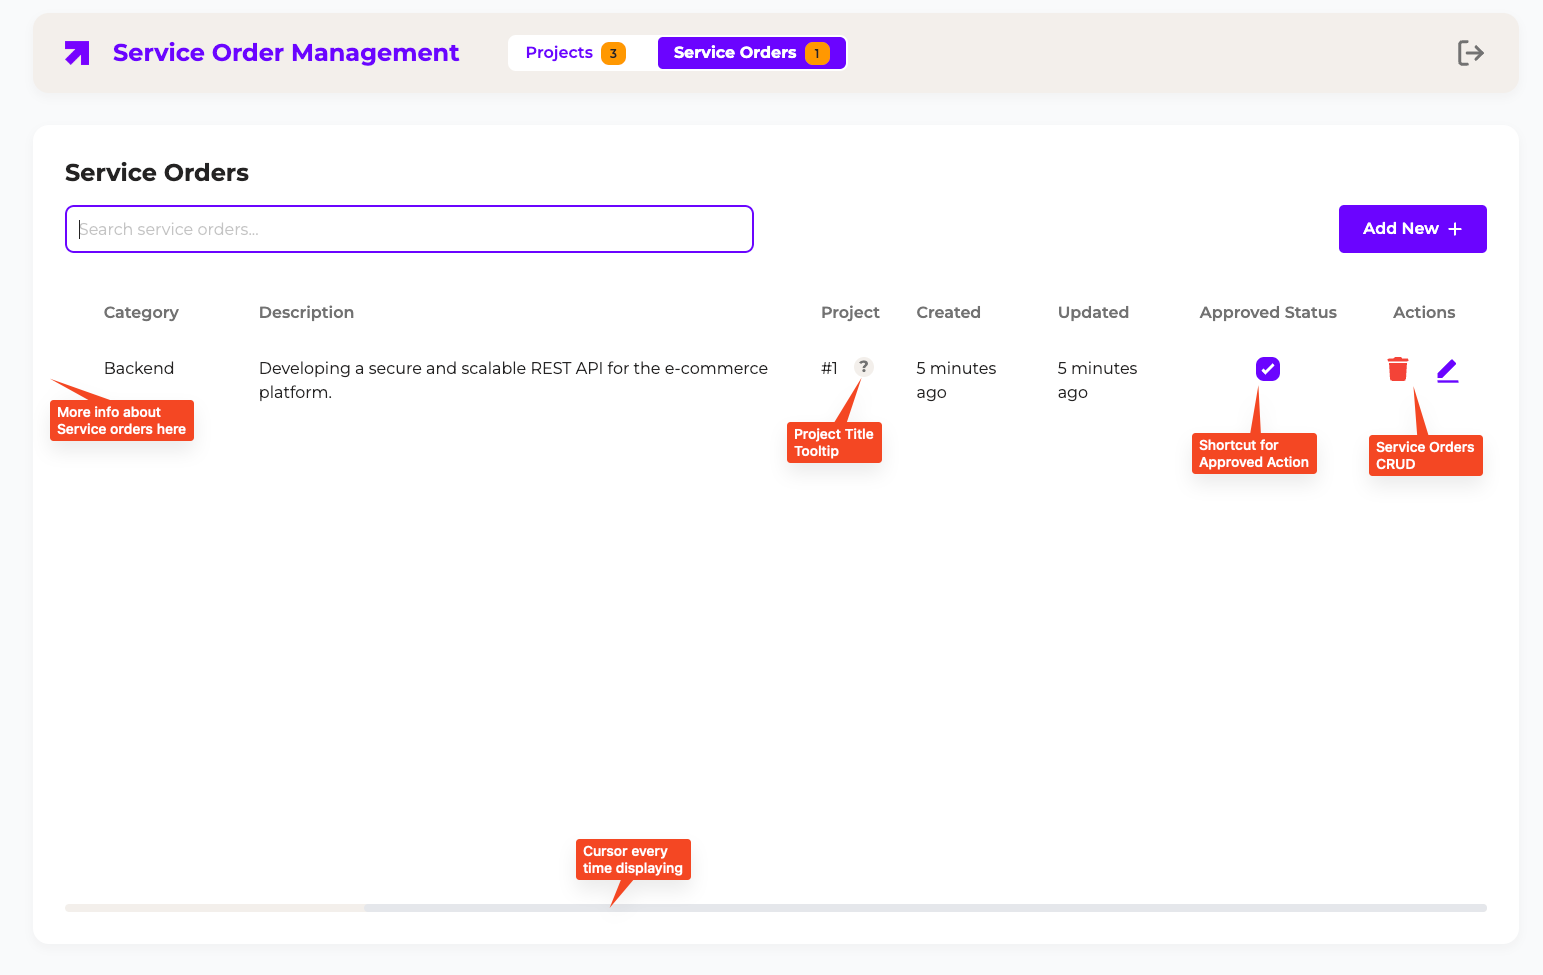 Service Order Management
Projects 3
Service Orders 1
Service Orders
Search service orders...
Add New +
Category Description Project Created Updated Approved Status Actions
Backend Developing a secure and scalable REST API for the e-commerce #1 ? 5 minutes 5 minutes
platform. ago ago
More info about
Service orders here
Project Title
Tooltip
Shortcut for
Approved Action
Service Orders
CRUD
Cursor every
time displaying